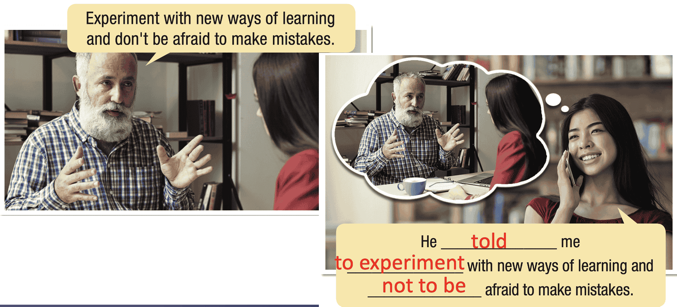 Experiment with new ways of learning
and don't be afraid to make mistakes.
He told me
to experiment with new ways of learning and
not to be afraid to make mistakes.